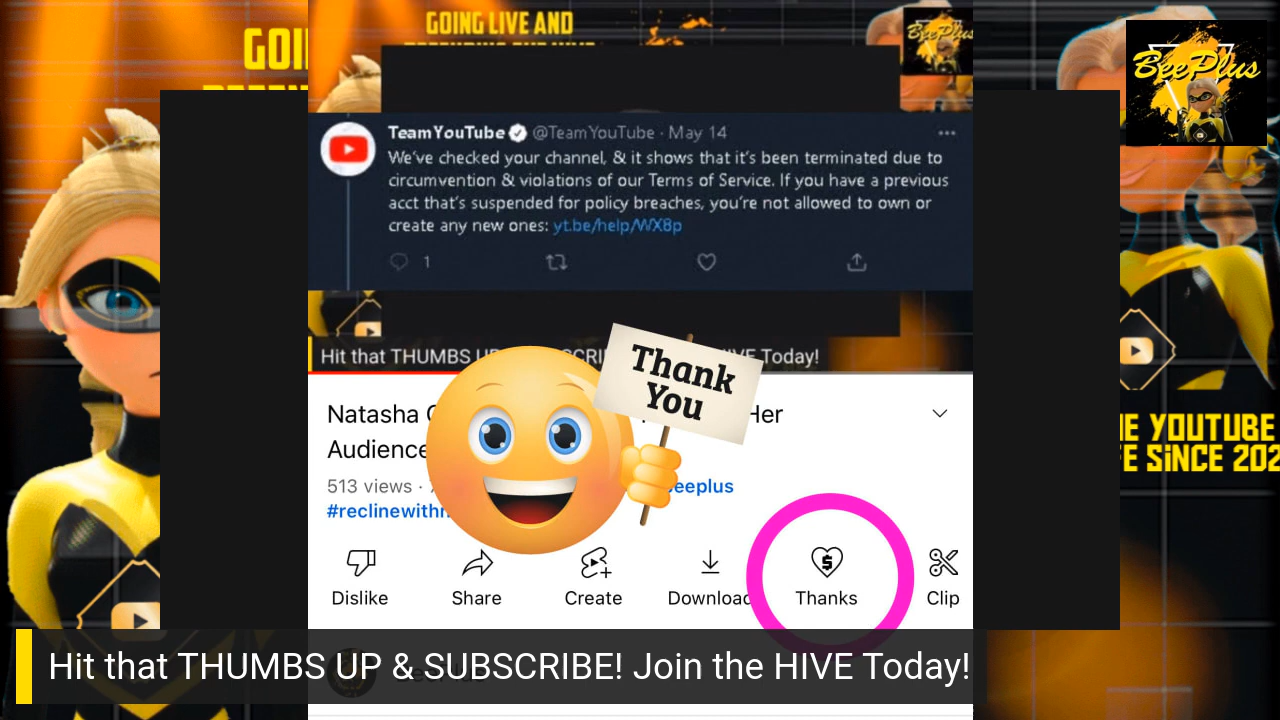 GOING LIVE AND
GOI
BeePlus
BeePlus
TeamYouTube @TeamYouTube · May 14
We've checked your channel, & it shows that it's been terminated due to
circumvention & violations of our Terms of Service. If you have a previous
acct that's suspended for policy breaches, you're not allowed to own or
create any new ones: yt.be/help/WX8p
1
Hit that THUMBS UP Today!
Thank
You
Natasha Her
Audience
513 views · beeplus
#reclinewith
E YOUTUBE
E SINCE 202
Dislike Share Create Download Thanks Clip
Hit that THUMBS UP & SUBSCRIBE! Join the HIVE Today!